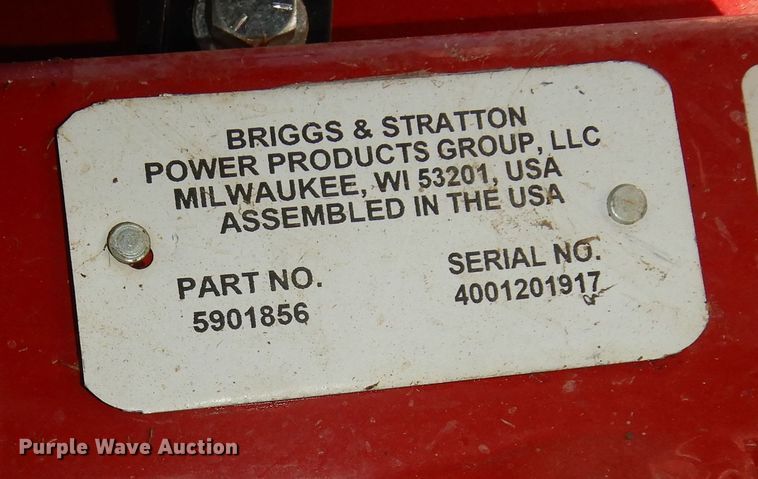 BRIGGS & STRATTON
POWER PRODUCTS GROUP, LLC
MILWAUKEE, WI 53201, USA
ASSEMBLED IN THE USA
PART NO.
5901856
SERIAL NO.
4001201917
Purple Wave Auction